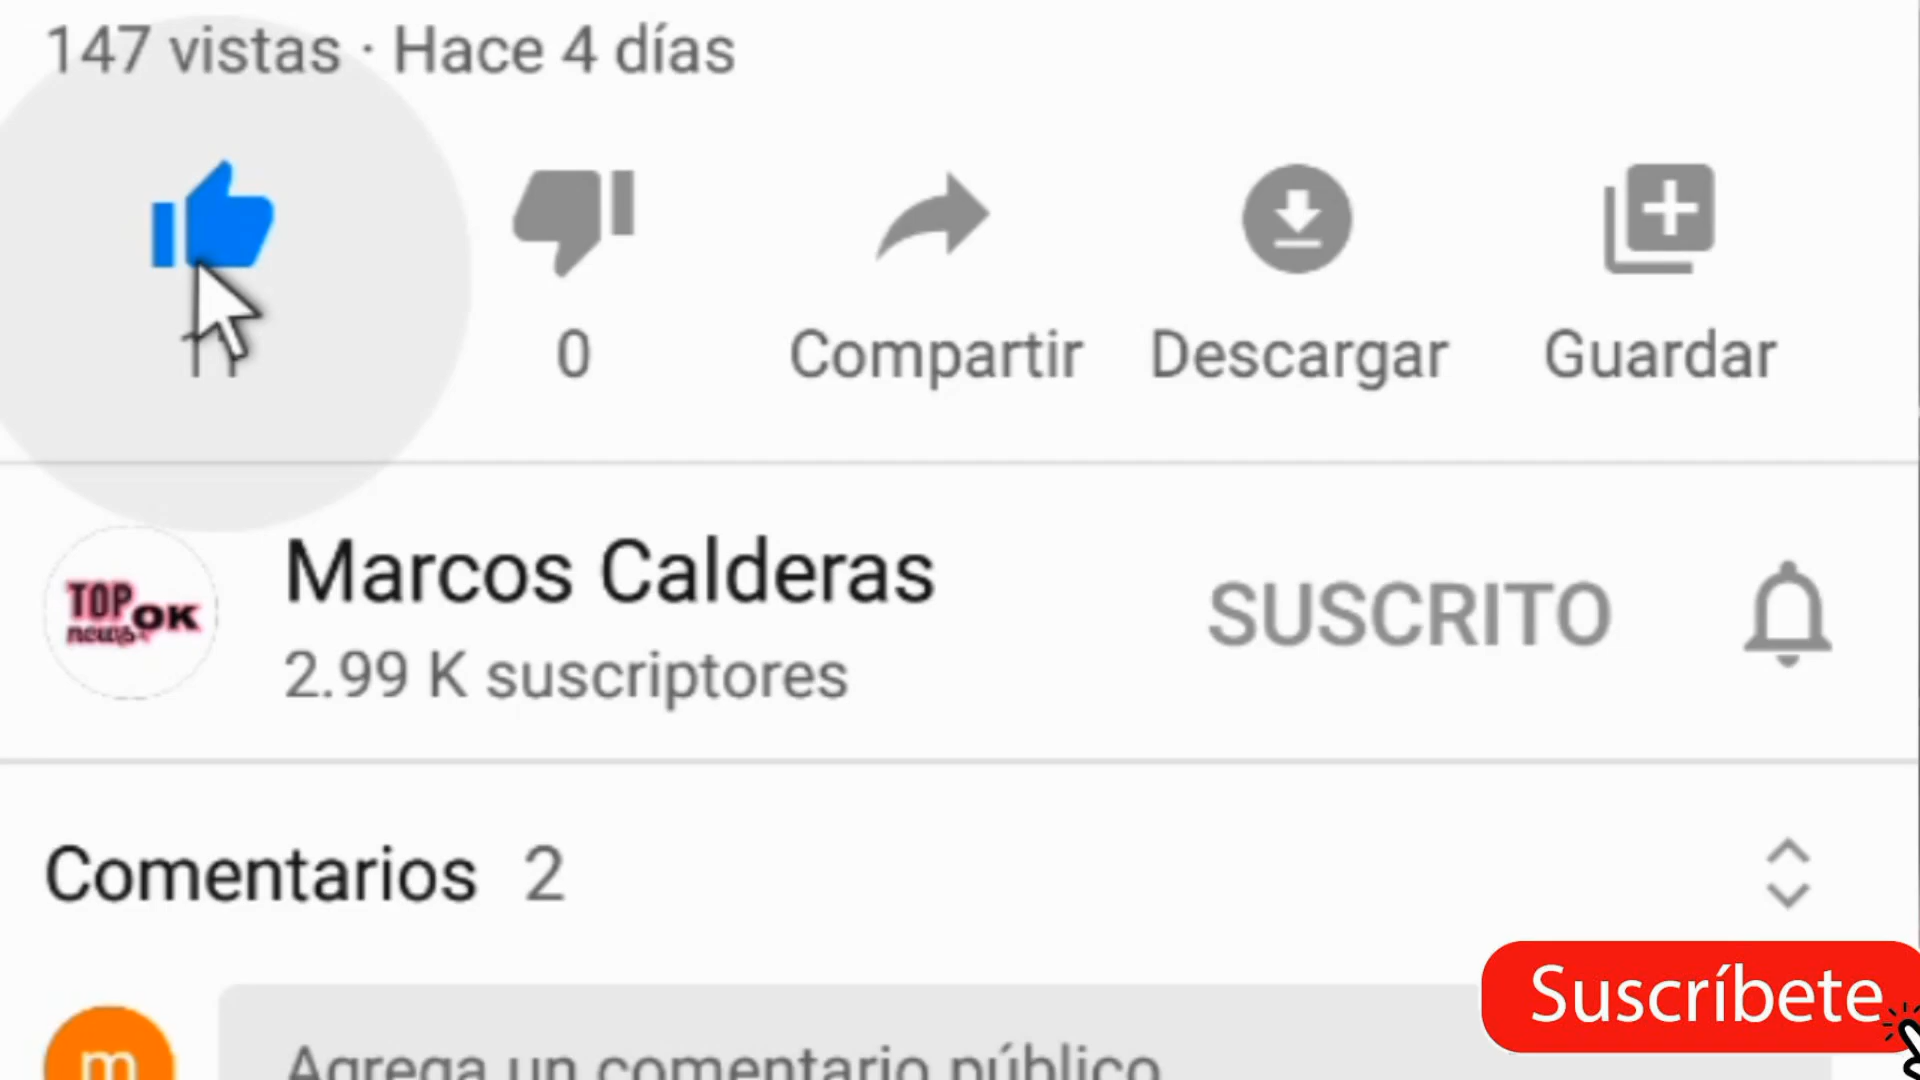 147 vistas · Hace 4 días
0
Compartir
Descargar
Guardar
Marcos Calderas
TOP
OK
news
SUSCRITO
2.99 K suscriptores
Comentarios 2
Suscríbete
m
Agrega un comentario público